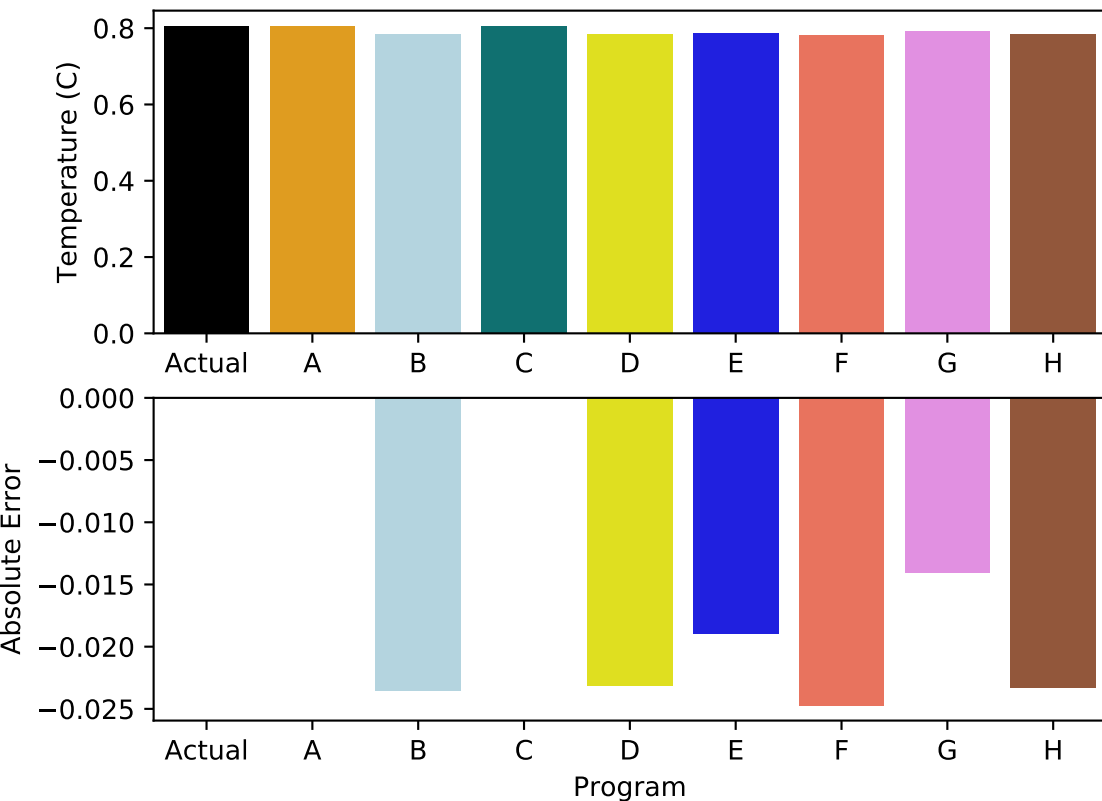 Temperature (C)
0.8
0.6
0.4
0.2
0.0
Actual A B C D E F G H
Absolute Error
0.000
−0.005
−0.010
−0.015
−0.020
−0.025
Actual A B C D E F G H
Program